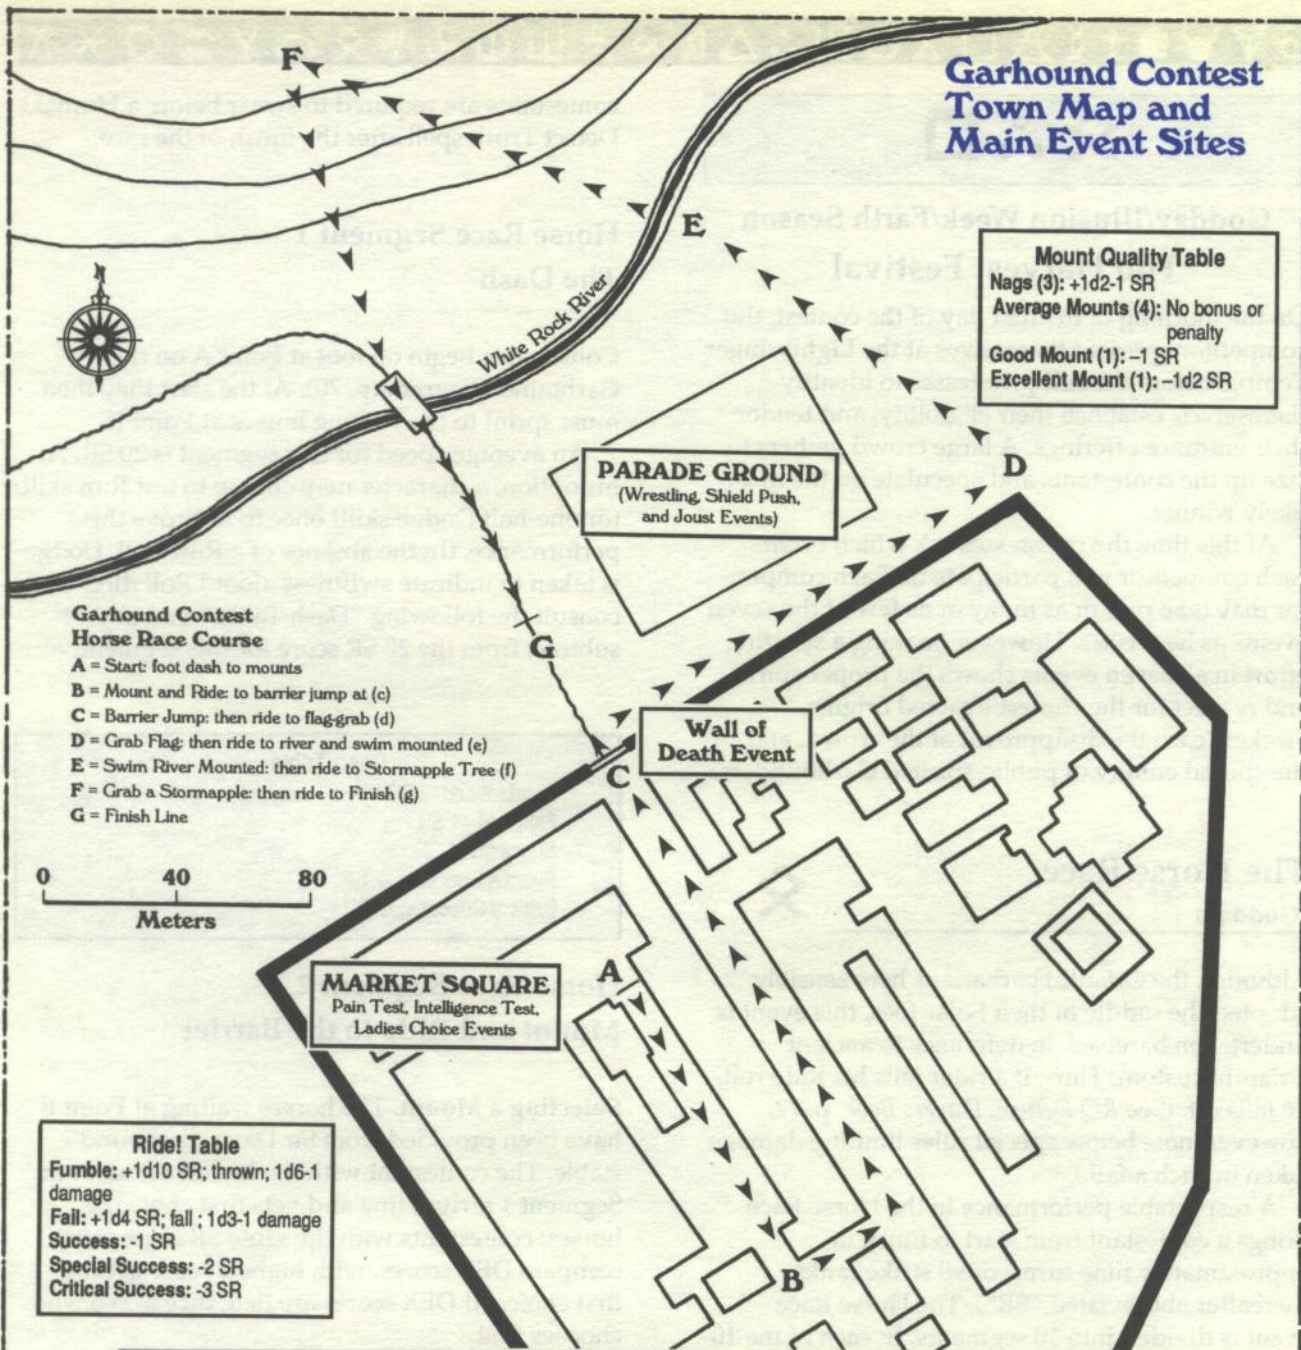 Garhound Contest
Town Map and
Main Event Sites
F
E
Mount Quality Table
Nags (3): +1d2-1 SR
Average Mounts (4): No bonus or
penalty
Good Mount (1): –1 SR
Excellent Mount (1): –1d2 SR
N
White Rock River
D
PARADE GROUND
(Wrestling, Shield Push,
and Joust Events)
Garhound Contest
Horse Race Course
A = Start: foot dash to mounts
B = Mount and Ride: to barrier jump at (c)
C = Barrier Jump: then ride to flag-grab (d)
D = Grab Flag: then ride to river and swim mounted (e)
E = Swim River Mounted: then ride to Stormapple Tree (f)
F = Grab a Stormapple: then ride to Finish (g)
G = Finish Line
G
Wall of
Death Event
C
0 40 80
Meters
MARKET SQUARE
Pain Test, Intelligence Test,
Ladies Choice Events
A
B
Ride! Table
Fumble: +1d10 SR; thrown; 1d6-1
damage
Fail: +1d4 SR; fall ; 1d3-1 damage
Success: -1 SR
Special Success: -2 SR
Critical Success: -3 SR